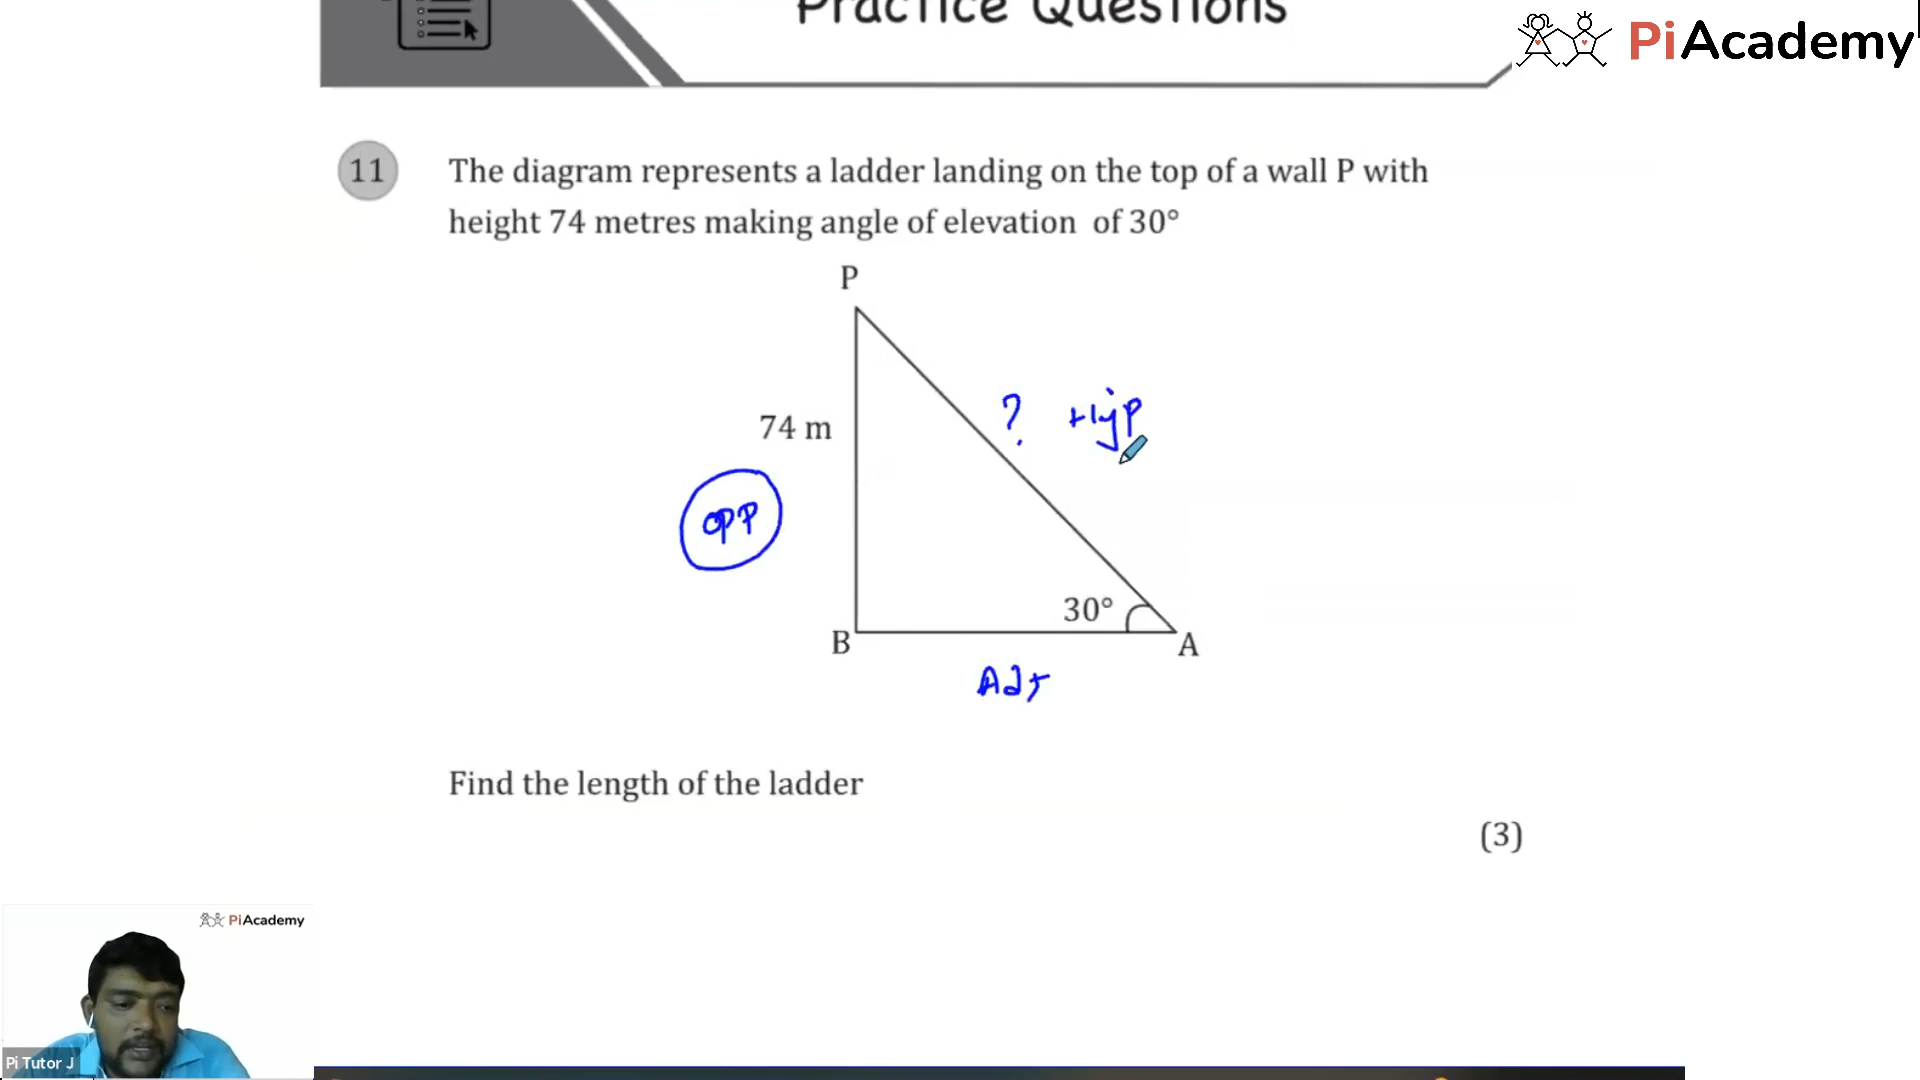 Practice Questions
PiAcademy
11
The diagram represents a ladder landing on the top of a wall P with
height 74 metres making angle of elevation of 30°
P
? Hyp
74 m
opp
30°
B
A
Adj
Find the length of the ladder
(3)
PiAcademy
Pi Tutor J